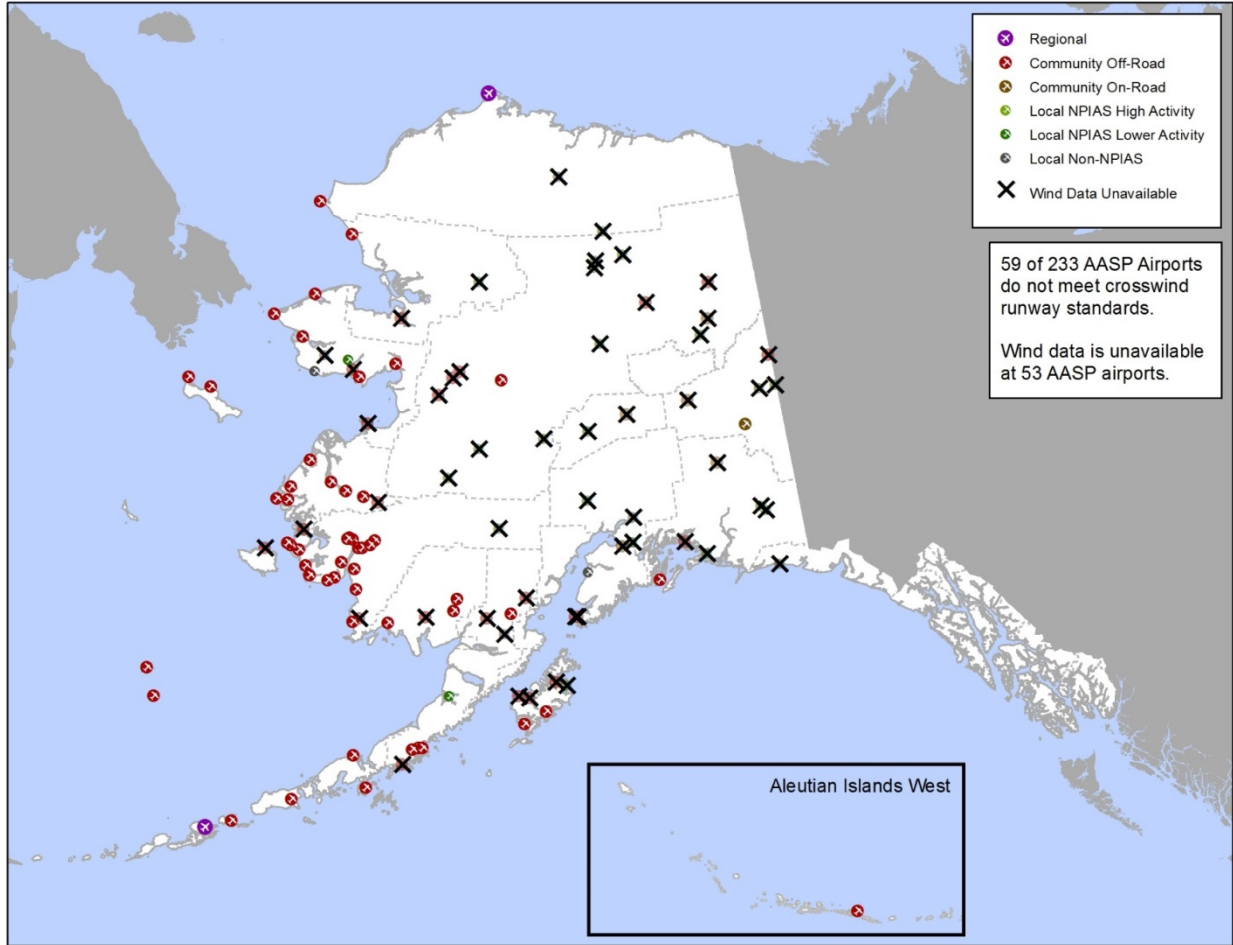 Regional
Community Off-Road
Community On-Road
Local NPIAS High Activity
Local NPIAS Lower Activity
Local Non-NPIAS
Wind Data Unavailable
59 of 233 AASP Airports
do not meet crosswind
runway standards.
Wind data is unavailable
at 53 AASP airports.
Aleutian Islands West